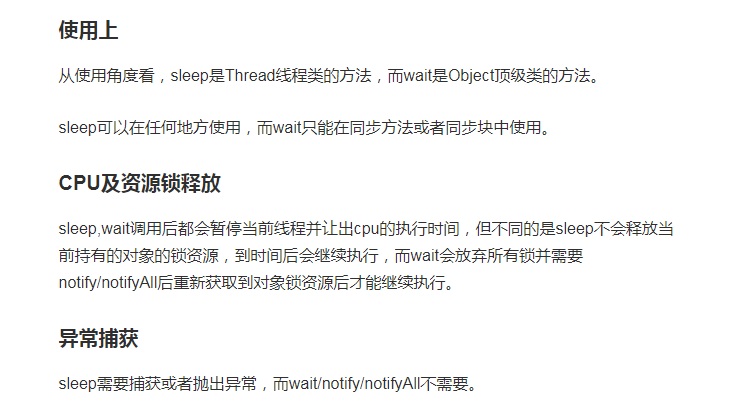 使用上
从使用角度看，sleep是Thread线程类的方法，而wait是Object顶级类的方法。
sleep可以在任何地方使用，而wait只能在同步方法或者同步块中使用。
CPU及资源锁释放
sleep,wait调用后都会暂停当前线程并让出cpu的执行时间，但不同的是sleep不会释放当
前持有的对象的锁资源，到时间后会继续执行，而wait会放弃所有锁并需要
notify/notifyAll后重新获取到对象锁资源后才能继续执行。
异常捕获
sleep需要捕获或者抛出异常，而wait/notify/notifyAll不需要。